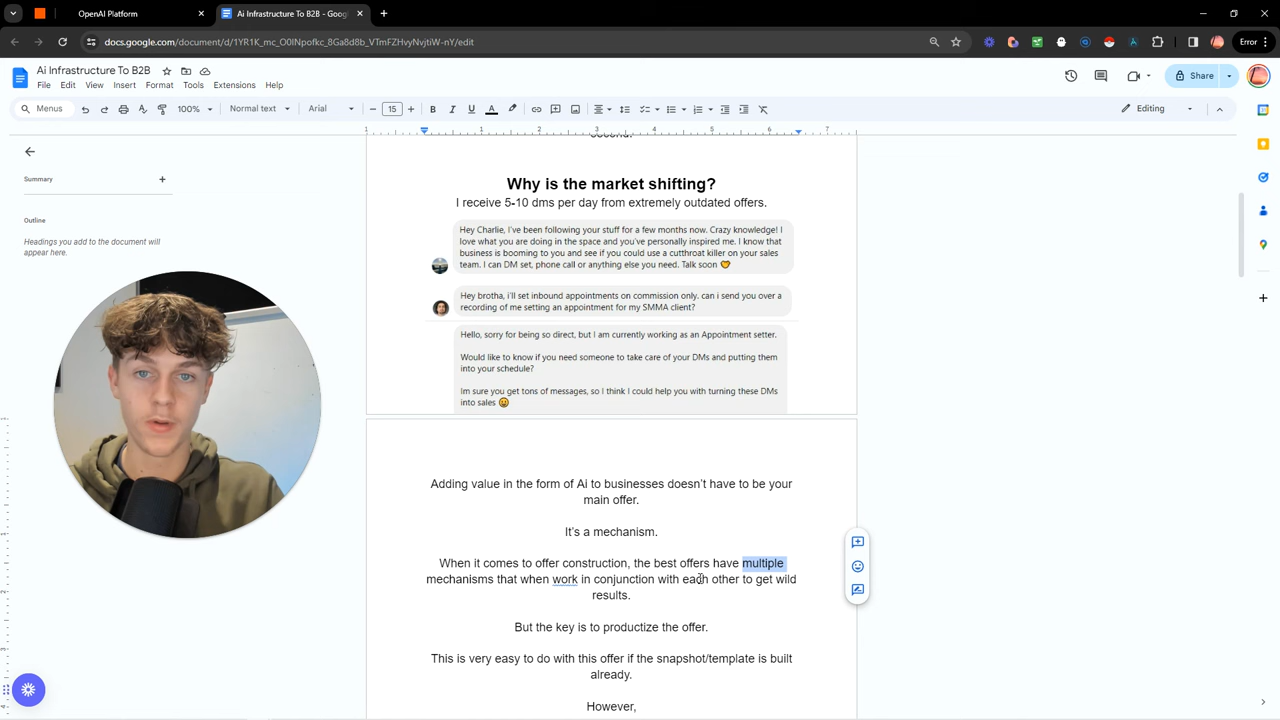 OpenAI Platform
Ai Infrastructure To B2B - Goog
docs.google.com/document/d/1YR1K_mc_O0INpofkc_8Ga8d8b_VTmFZHvyNvjtiW-nY/edit
Error
Ai Infrastructure To B2B
File Edit View Insert Format Tools Extensions Help
Share
Menus
100%
Normal text
Arial
15
Editing
1 1 2 3 4 5 6 7
second.
Summary
Outline
Headings you add to the document will
appear here.
Why is the market shifting?
I receive 5-10 dms per day from extremely outdated offers.
Hey Charlie, I've been following your stuff for a few months now. Crazy knowledge! I
love what you are doing in the space and you've personally inspired me. I know that
business is booming to you and see if you could use a cutthroat killer on your sales
team. I can DM set, phone call or anything else you need. Talk soon 🤝
Hey brotha, i'll set inbound appointments on commission only. can i send you over a
recording of me setting an appointment for my SMMA client?
Hello, sorry for being so direct, but I am currently working as an Appointment setter.
Would like to know if you need someone to take care of your DMs and putting them
into your schedule?
Im sure you get tons of messages, so I think I could help you with turning these DMs
into sales 😄
Adding value in the form of Ai to businesses doesn't have to be your
main offer.
It's a mechanism.
When it comes to offer construction, the best offers have multiple
mechanisms that when work in conjunction with each other to get wild
results.
But the key is to productize the offer.
This is very easy to do with this offer if the snapshot/template is built
already.
However,